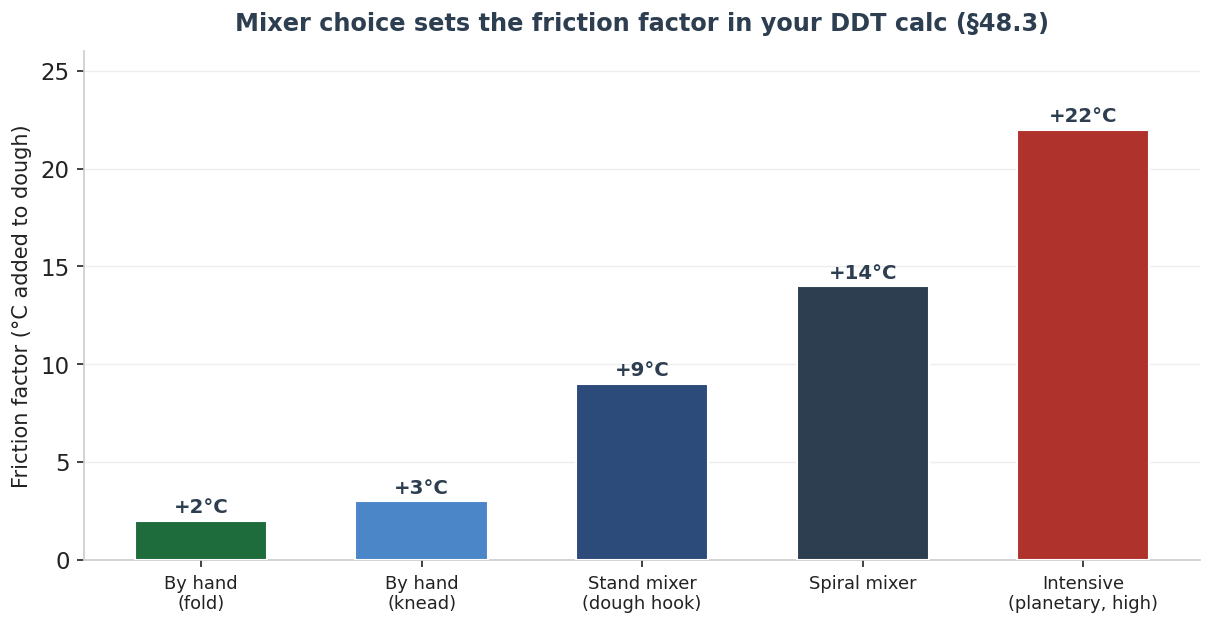 Mixer choice sets the friction factor in your DDT calc (§48.3)
Friction factor (°C added to dough)
25
20
15
10
5
0
+2°C
+3°C
+9°C
+14°C
+22°C
By hand
(fold)
By hand
(knead)
Stand mixer
(dough hook)
Spiral mixer
Intensive
(planetary, high)